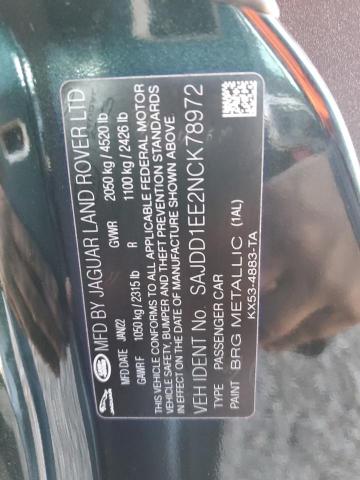 MFD BY JAGUAR LAND ROVER LTD
MFD DATE JAN/22 GVWR 2050 kg / 4520 lb
GAWR F 1050 kg / 2315 lb R 1100 kg / 2426 lb
THIS VEHICLE CONFORMS TO ALL APPLICABLE FEDERAL MOTOR
VEHICLE SAFETY, BUMPER AND THEFT PREVENTION STANDARDS
IN EFFECT ON THE DATE OF MANUFACTURE SHOWN ABOVE
VEH IDENT No. SAJDD1EE2NCK78972
TYPE PASSENGER CAR
PAINT BRG METALLIC (1AL)
KX53-4883-TA